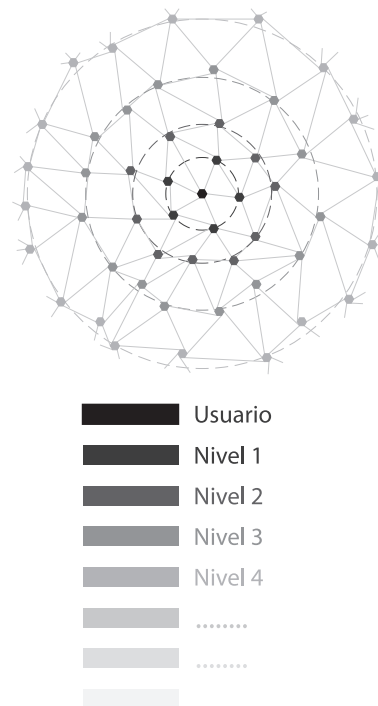 Usuario
Nivel 1
Nivel 2
Nivel 3
Nivel 4
........
........